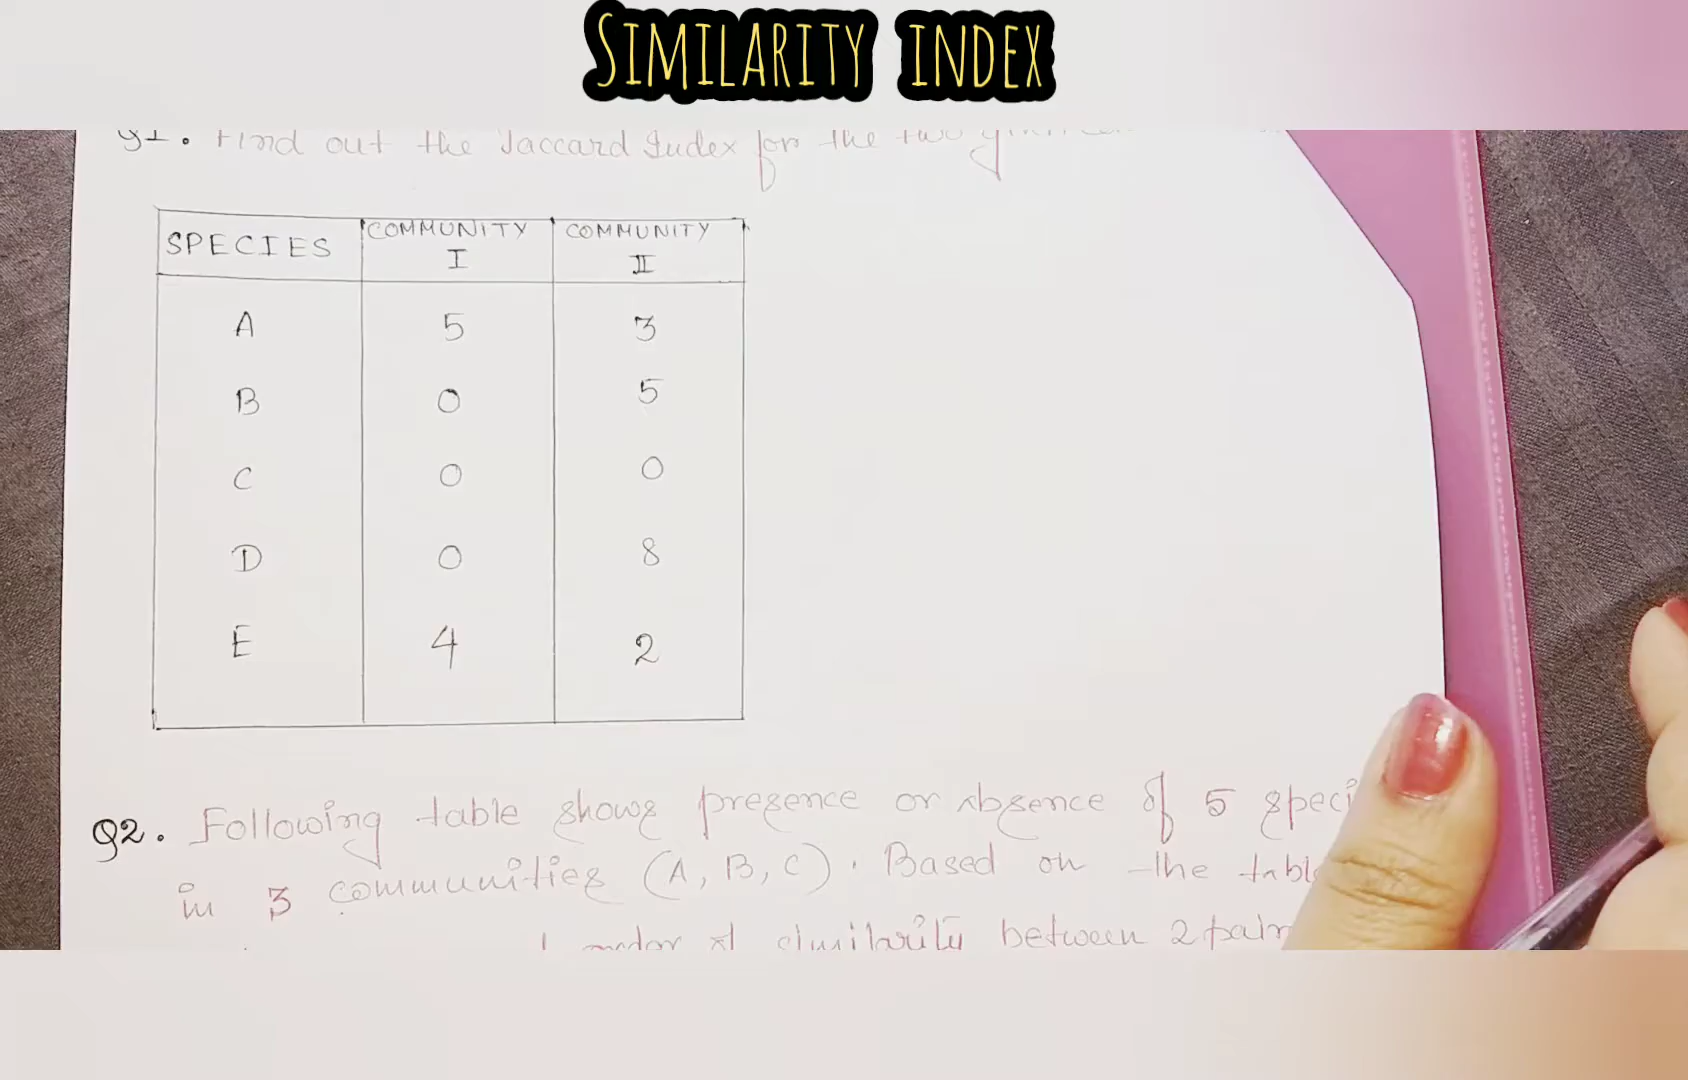 SIMILARITY INDEX
Q1. Find out the Jaccard Index for the two
SPECIES COMMUNITY I COMMUNITY II
A 5 3
B 0 5
C 0 0
D 0 8
E 4 2
Q2. Following table shows presence or absence of 5 speci
in 3 communities (A, B, C). Based on the tabl
similarity between 2 pair